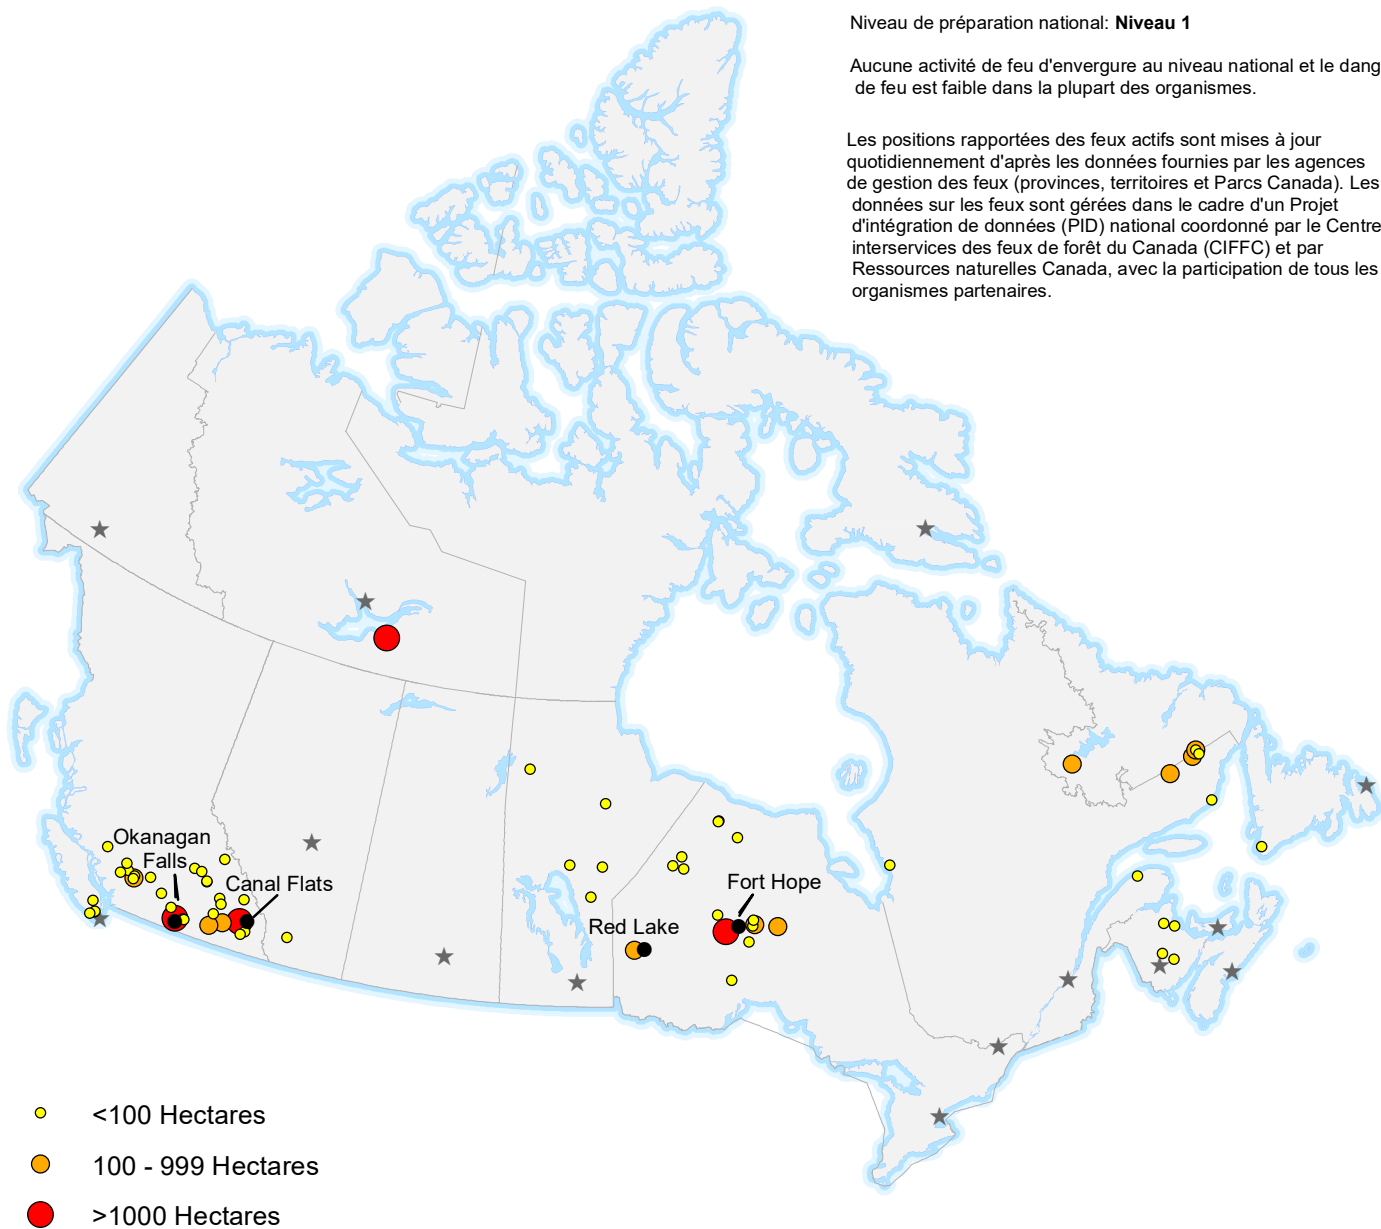 Niveau de préparation national: Niveau 1
Aucune activité de feu d'envergure au niveau national et le dang
de feu est faible dans la plupart des organismes.
Les positions rapportées des feux actifs sont mises à jour
quotidiennement d'après les données fournies par les agences
de gestion des feux (provinces, territoires et Parcs Canada). Les
données sur les feux sont gérées dans le cadre d'un Projet
d'intégration de données (PID) national coordonné par le Centre
interservices des feux de forêt du Canada (CIFFC) et par
Ressources naturelles Canada, avec la participation de tous les
organismes partenaires.
Okanagan
Falls
Canal Flats
Fort Hope
Red Lake
<100 Hectares
100 - 999 Hectares
>1000 Hectares